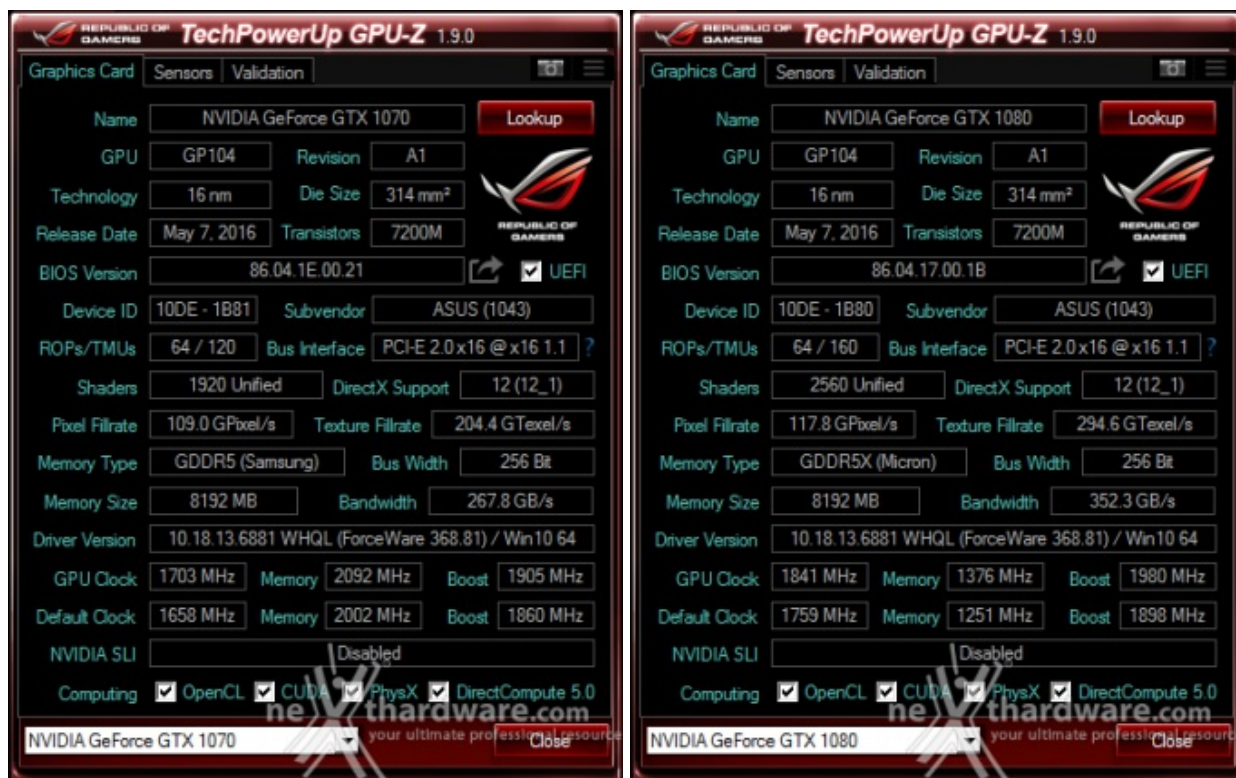 REPUBLIC OF GAMERS TechPowerUp GPU-Z 1.9.0
Graphics Card Sensors Validation
Name NVIDIA GeForce GTX 1070 Lookup
GPU GP104 Revision A1
Technology 16 nm Die Size 314 mm²
Release Date May 7, 2016 Transistors 7200M
REPUBLIC OF GAMERS
BIOS Version 86.04.1E.00.21 UEFI
Device ID 10DE - 1B81 Subvendor ASUS (1043)
ROPs/TMUs 64 / 120 Bus Interface PCI-E 2.0 x16 @ x16 1.1 ?
Shaders 1920 Unified DirectX Support 12 (12_1)
Pixel Fillrate 109.0 GPixel/s Texture Fillrate 204.4 GTexel/s
Memory Type GDDR5 (Samsung) Bus Width 256 Bit
Memory Size 8192 MB Bandwidth 267.8 GB/s
Driver Version 10.18.13.6881 WHQL (ForceWare 368.81) / Win10 64
GPU Clock 1703 MHz Memory 2092 MHz Boost 1905 MHz
Default Clock 1658 MHz Memory 2002 MHz Boost 1860 MHz
NVIDIA SLI Disabled
Computing OpenCL CUDA PhysX DirectCompute 5.0
nexthardware.com
your ultimate professional resource
NVIDIA GeForce GTX 1070 Close
REPUBLIC OF GAMERS TechPowerUp GPU-Z 1.9.0
Graphics Card Sensors Validation
Name NVIDIA GeForce GTX 1080 Lookup
GPU GP104 Revision A1
Technology 16 nm Die Size 314 mm²
Release Date May 7, 2016 Transistors 7200M
REPUBLIC OF GAMERS
BIOS Version 86.04.17.00.1B UEFI
Device ID 10DE - 1B80 Subvendor ASUS (1043)
ROPs/TMUs 64 / 160 Bus Interface PCI-E 2.0 x16 @ x16 1.1 ?
Shaders 2560 Unified DirectX Support 12 (12_1)
Pixel Fillrate 117.8 GPixel/s Texture Fillrate 294.6 GTexel/s
Memory Type GDDR5X (Micron) Bus Width 256 Bit
Memory Size 8192 MB Bandwidth 352.3 GB/s
Driver Version 10.18.13.6881 WHQL (ForceWare 368.81) / Win10 64
GPU Clock 1841 MHz Memory 1376 MHz Boost 1980 MHz
Default Clock 1759 MHz Memory 1251 MHz Boost 1898 MHz
NVIDIA SLI Disabled
Computing OpenCL CUDA PhysX DirectCompute 5.0
nexthardware.com
your ultimate professional resource
NVIDIA GeForce GTX 1080 Close